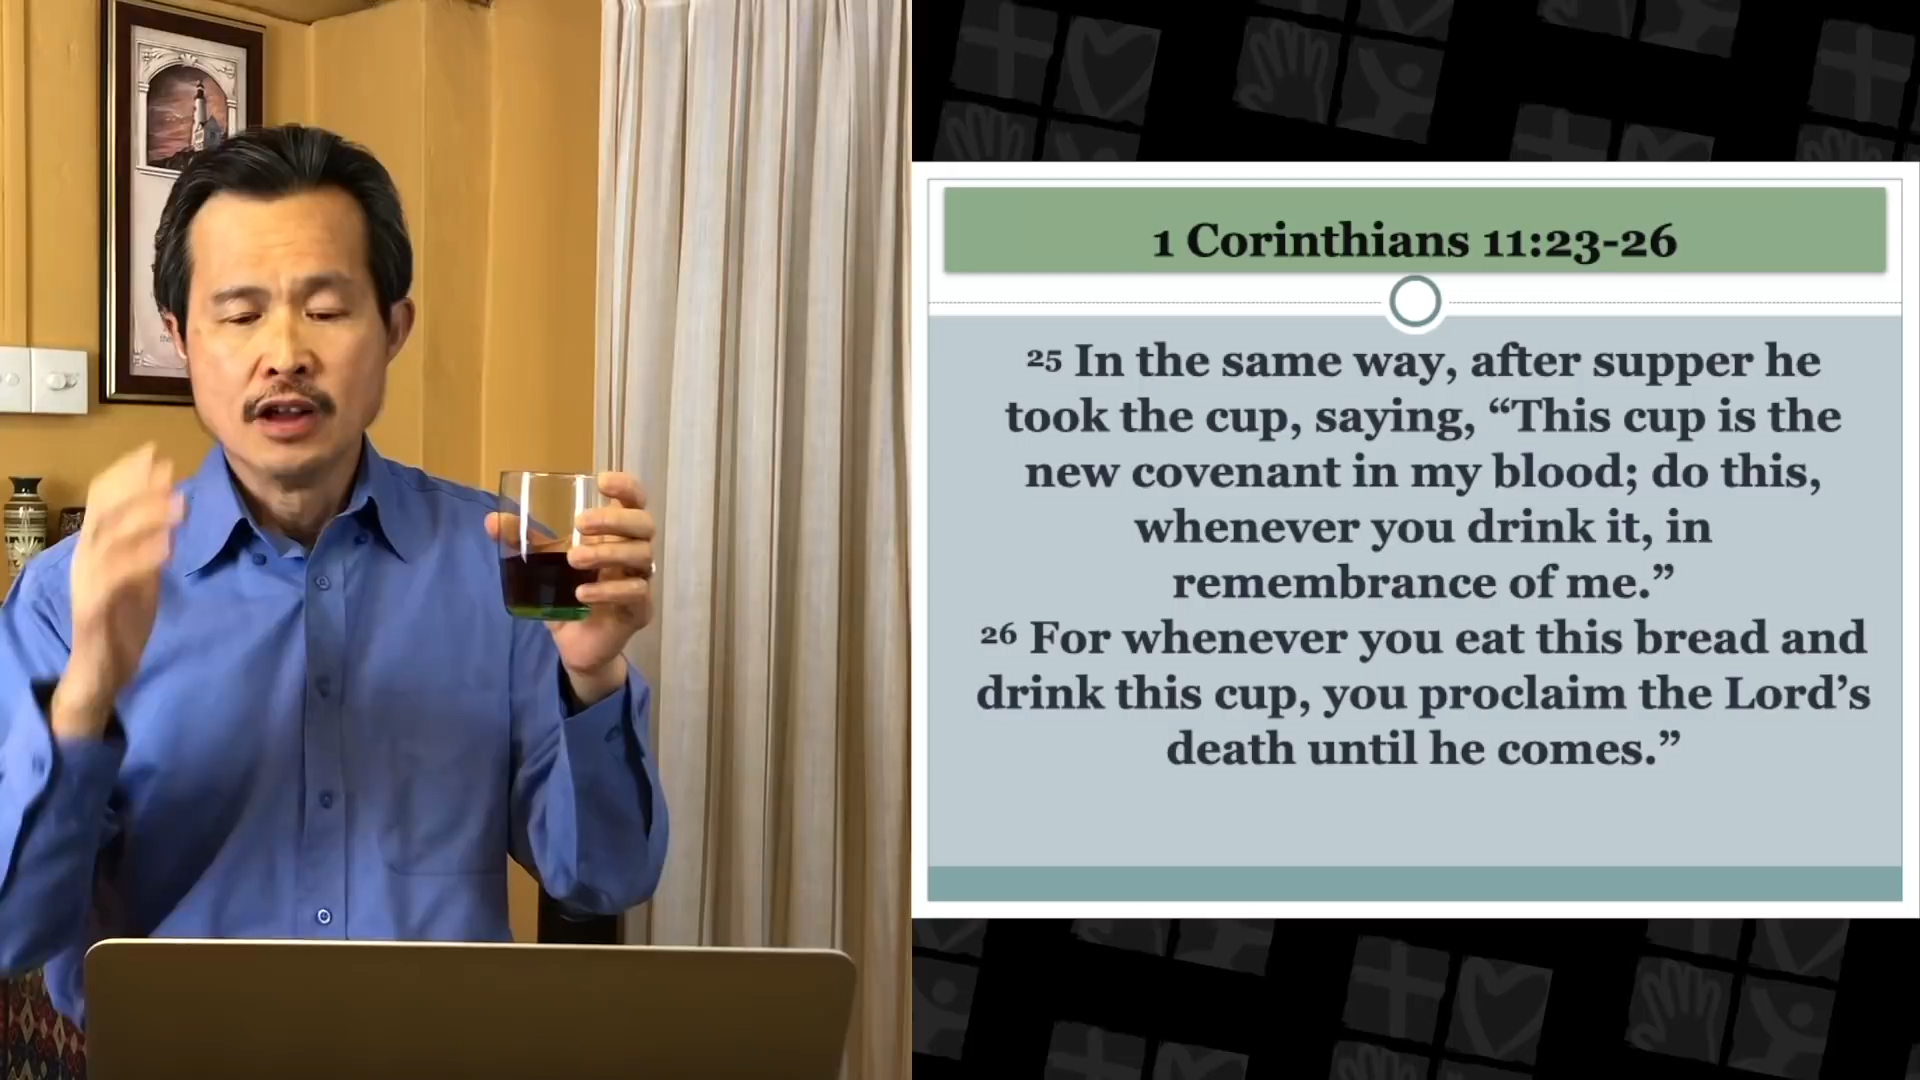 1 Corinthians 11:23-26
25 In the same way, after supper he
took the cup, saying, “This cup is the
new covenant in my blood; do this,
whenever you drink it, in
remembrance of me.”
26 For whenever you eat this bread and
drink this cup, you proclaim the Lord’s
death until he comes.”